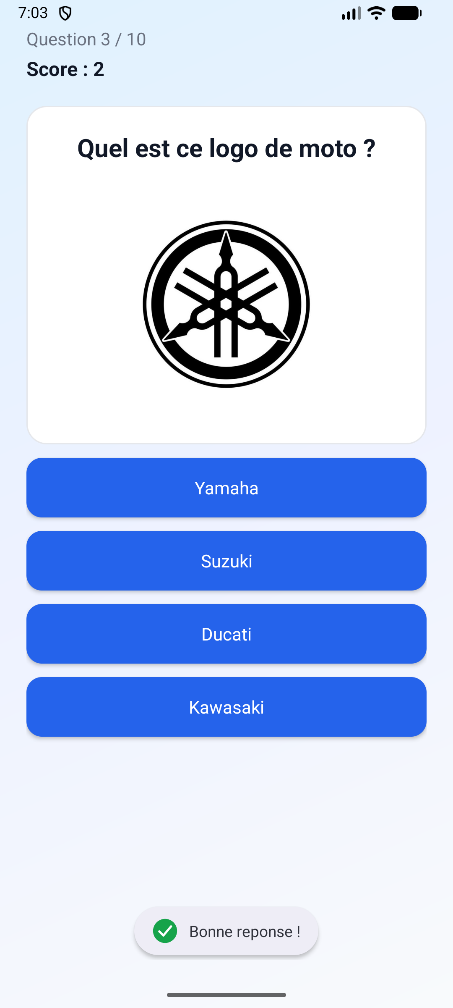 7:03
Question 3 / 10
Score : 2
Quel est ce logo de moto ?
Yamaha
Suzuki
Ducati
Kawasaki
Bonne reponse !